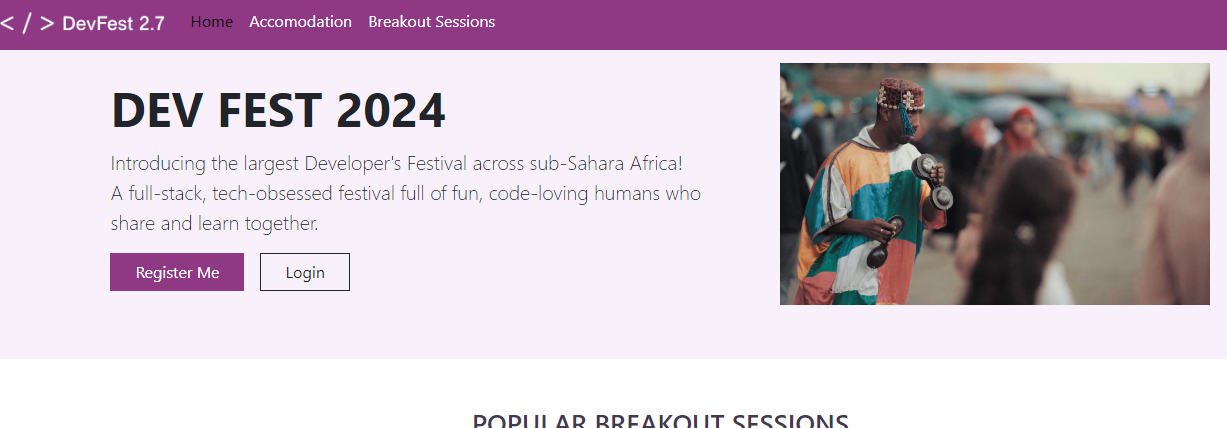 </> DevFest 2.7 Home Accomodation Breakout Sessions
DEV FEST 2024
Introducing the largest Developer's Festival across sub-Sahara Africa!
A full-stack, tech-obsessed festival full of fun, code-loving humans who
share and learn together.
Register Me Login
POPULAR BREAKOUT SESSIONS